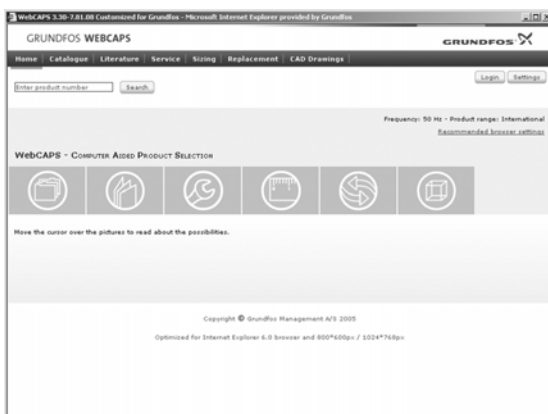 WebCAPS 3.30-7.01.08 Customized for Grundfos - Microsoft Internet Explorer provided by Grundfos
GRUNDFOS WEBCAPS
GRUNDFOS
Home | Catalogue | Literature | Service | Sizing | Replacement | CAD Drawings
Enter product number
Search
Login
Settings
Frequency: 50 Hz - Product range: International
Recommended browser settings
WebCAPS - Computer Aided Product Selection
Move the cursor over the pictures to read about the possibilities.
Copyright © Grundfos Management A/S 2005
Optimized for Internet Explorer 6.0 browser and 800*600px / 1024*768px